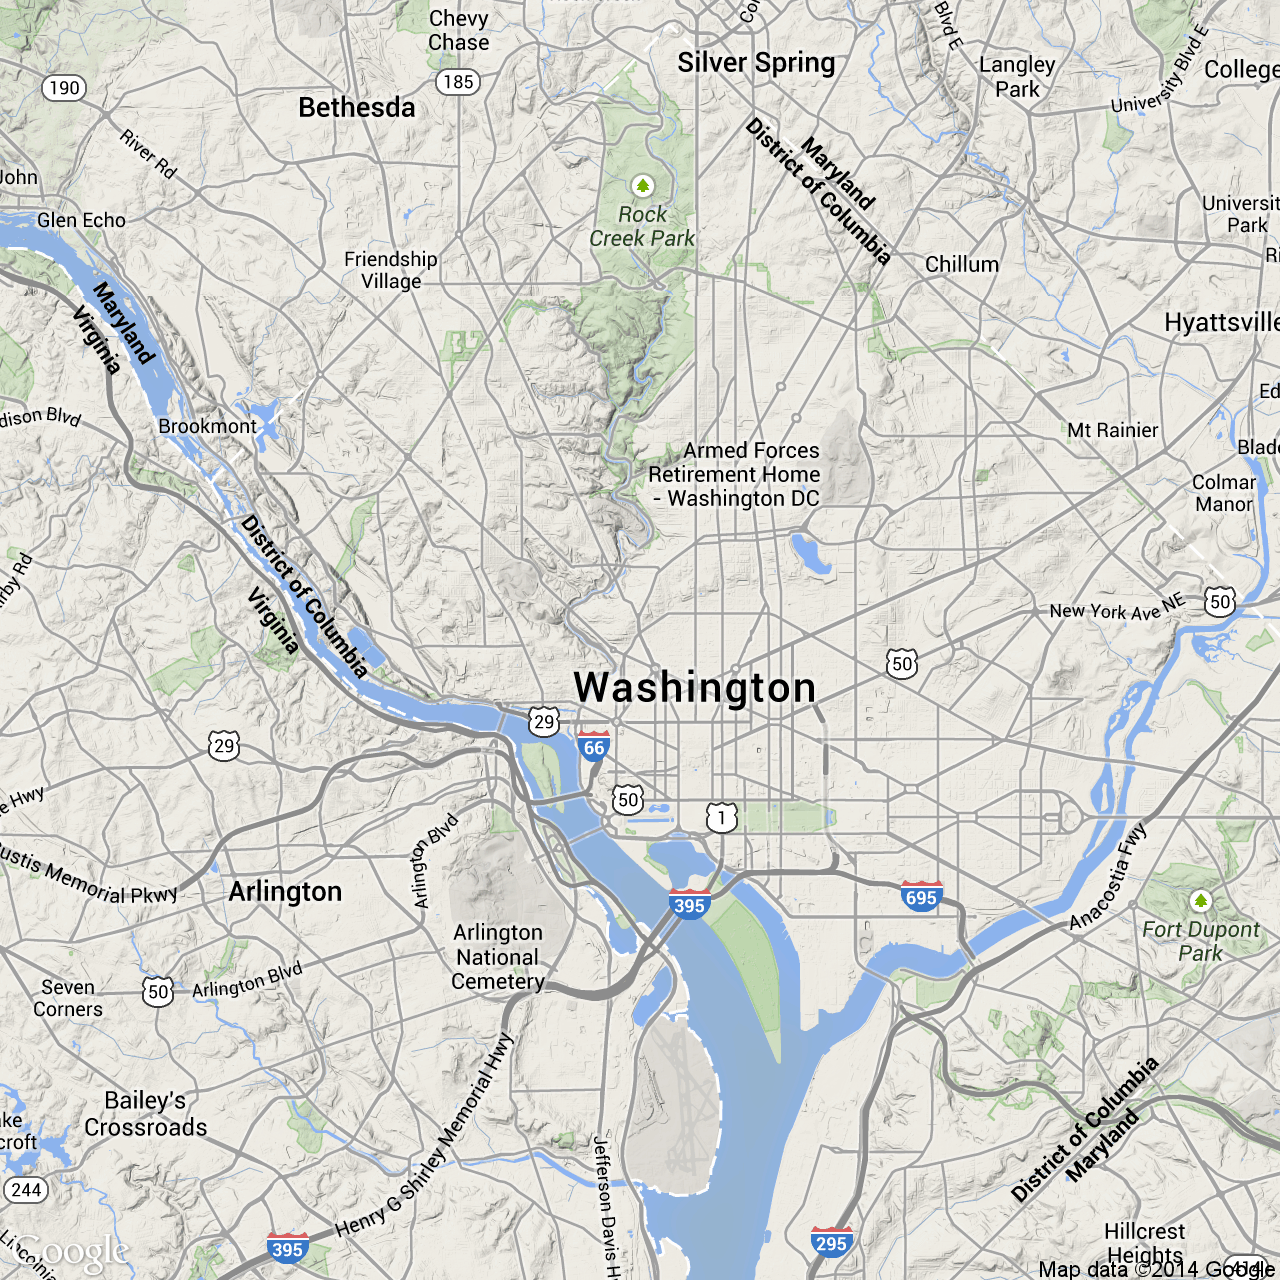 Chevy
Chase
Silver Spring
Blvd E
Langley
Park
College
190
185
Bethesda
University Blvd E
River Rd
John
Maryland
District of Columbia
Glen Echo
Rock
Creek Park
Universit
Park
Friendship
Village
Chillum
Maryland
Virginia
Hyattsville
Brookmont
Mt Rainier
Armed Forces
Retirement Home
- Washington DC
Colmar
Manor
District of Columbia
Virginia
New York Ave NE
50
50
Washington
29
29
66
50
1
Arlington Blvd
Anacostia Fwy
ustis Memorial Pkwy
Arlington
395
695
Fort Dupont
Park
Arlington
National
Cemetery
Seven
Corners
50
Arlington Blvd
Bailey's
Crossroads
Henry G Shirley Memorial Hwy
Jefferson Davis H
District of Columbia
Maryland
244
395
295
Hillcrest
Heights
Google
Map data ©2014 Google